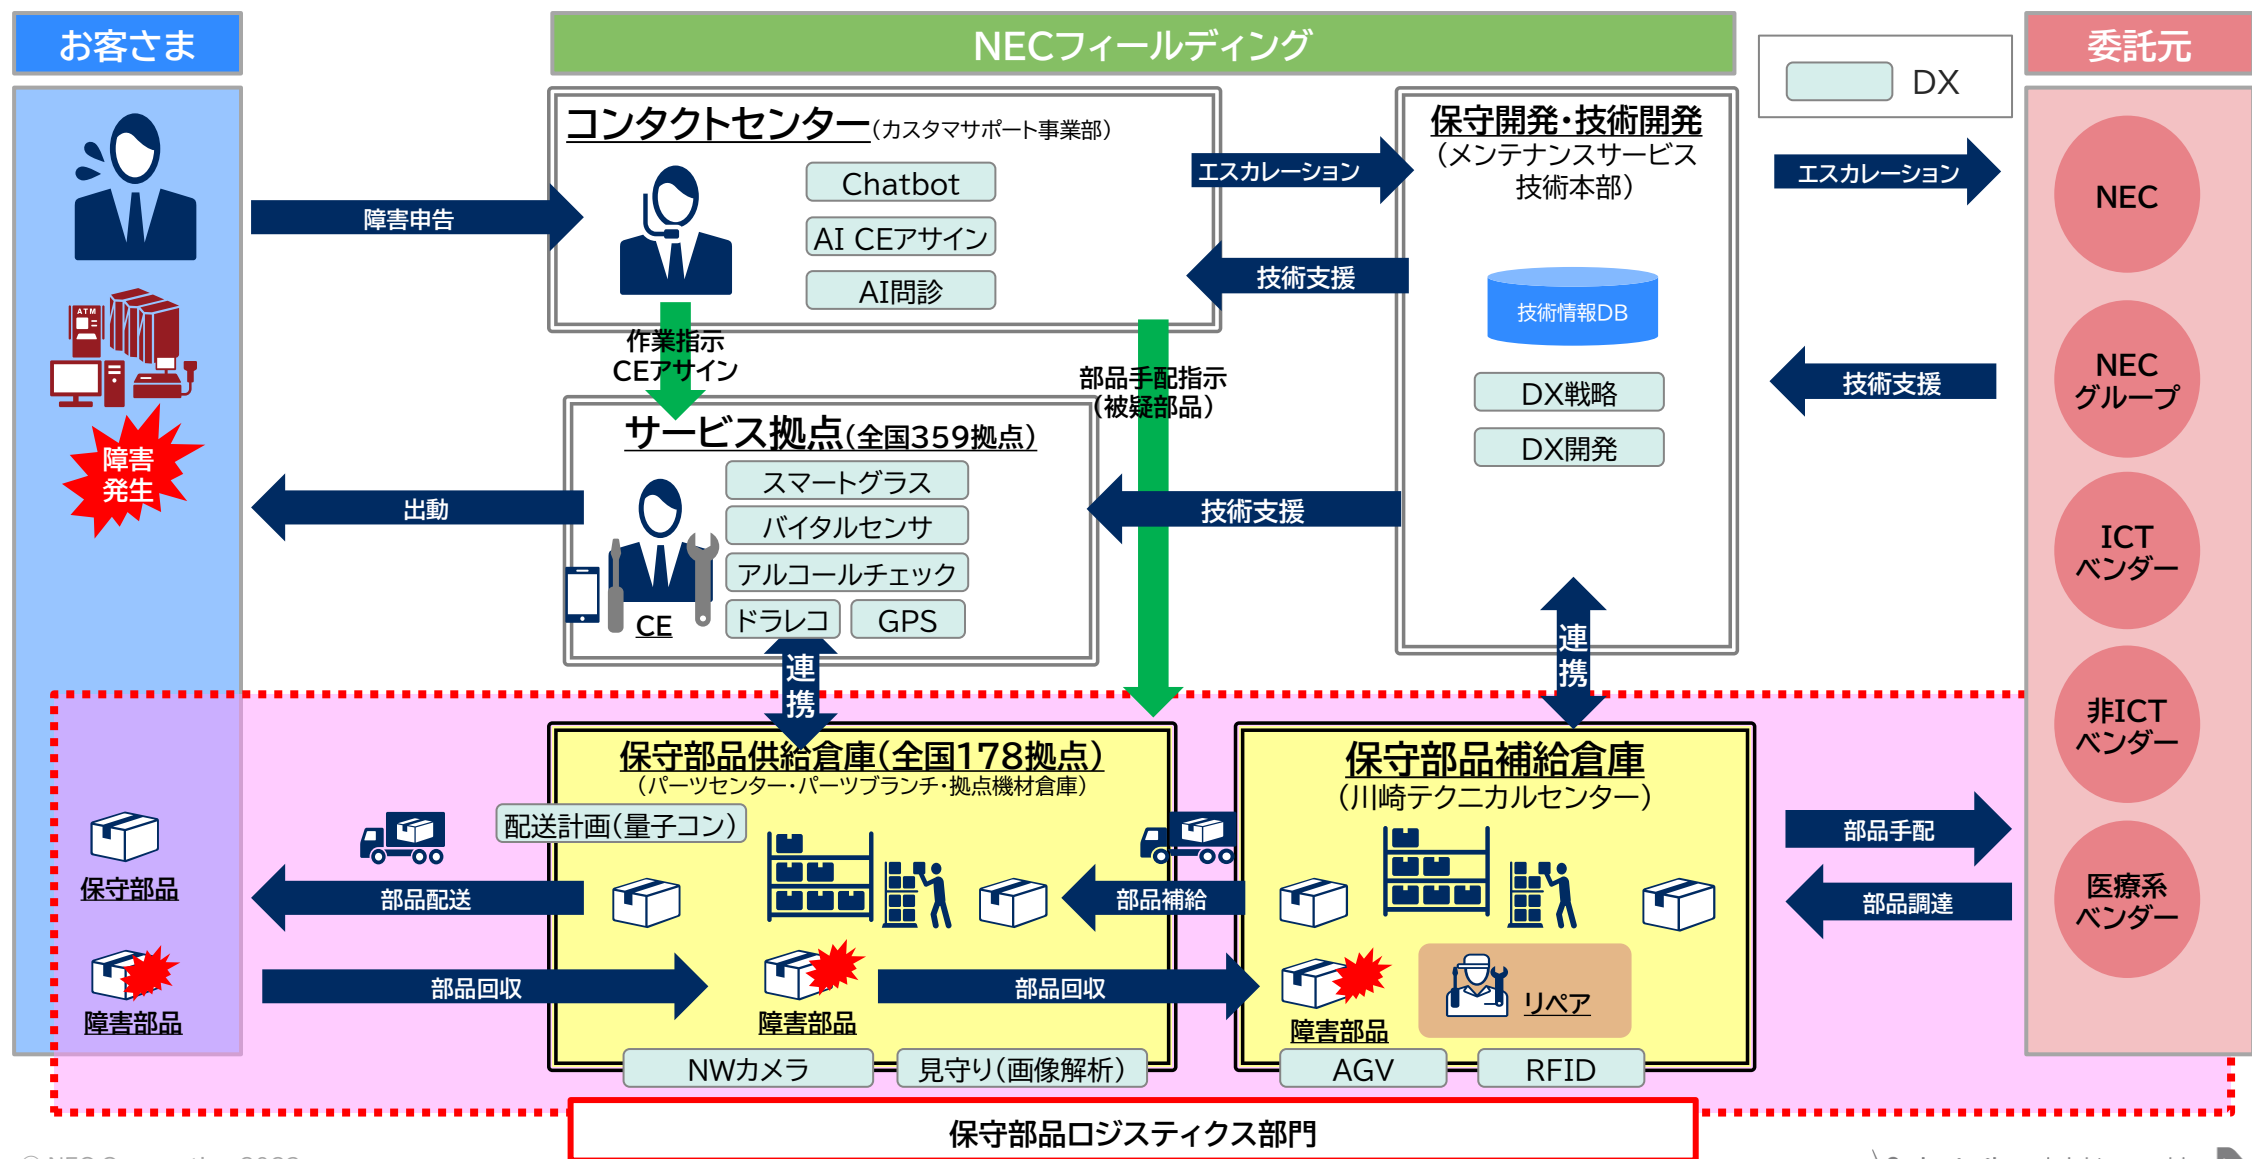 お客さま
NECフィールディング
DX
委託元
コンタクトセンター(カスタマサポート事業部)
Chatbot
AI CEアサイン
AI問診
障害申告
エスカレーション
技術支援
保守開発・技術開発
(メンテナンスサービス
技術本部)
技術情報DB
DX戦略
DX開発
エスカレーション
技術支援
NEC
NEC
グループ
ICT
ベンダー
非ICT
ベンダー
医療系
ベンダー
ATM
障害
発生
作業指示
CEアサイン
部品手配指示
(被疑部品)
サービス拠点(全国359拠点)
スマートグラス
バイタルセンサ
アルコールチェック
ドラレコ
GPS
CE
出動
技術支援
連携
連携
保守部品供給倉庫(全国178拠点)
(パーツセンター・パーツブランチ・拠点機材倉庫)
配送計画(量子コン)
保守部品補給倉庫
(川崎テクニカルセンター)
部品手配
部品調達
保守部品
部品配送
部品補給
障害部品
部品回収
障害部品
部品回収
障害部品
リペア
NWカメラ
見守り(画像解析)
AGV
RFID
保守部品ロジスティクス部門